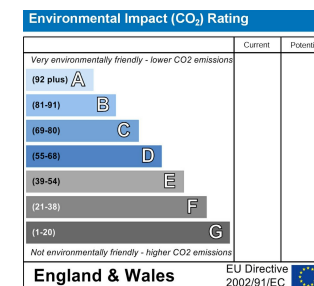 Environmental Impact (CO₂) Rating
Current Potenti
Very environmentally friendly - lower CO2 emissions
(92 plus) A
(81-91) B
(69-80) C
(55-68) D
(39-54) E
(21-38) F
(1-20) G
Not environmentally friendly - higher CO2 emissions
England & Wales
EU Directive
2002/91/EC